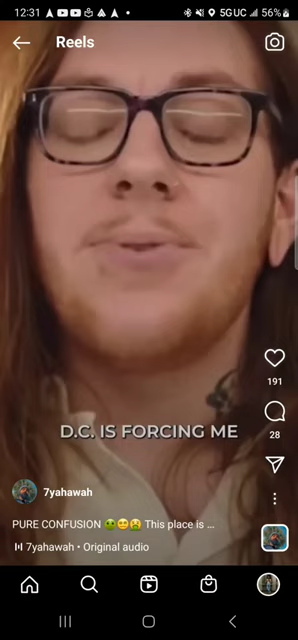 12:31
5GUC 56%
Reels
191
D.C. IS FORCING ME
28
7yahawah
PURE CONFUSION 🤢😏😫 This place is ...
7yahawah • Original audio